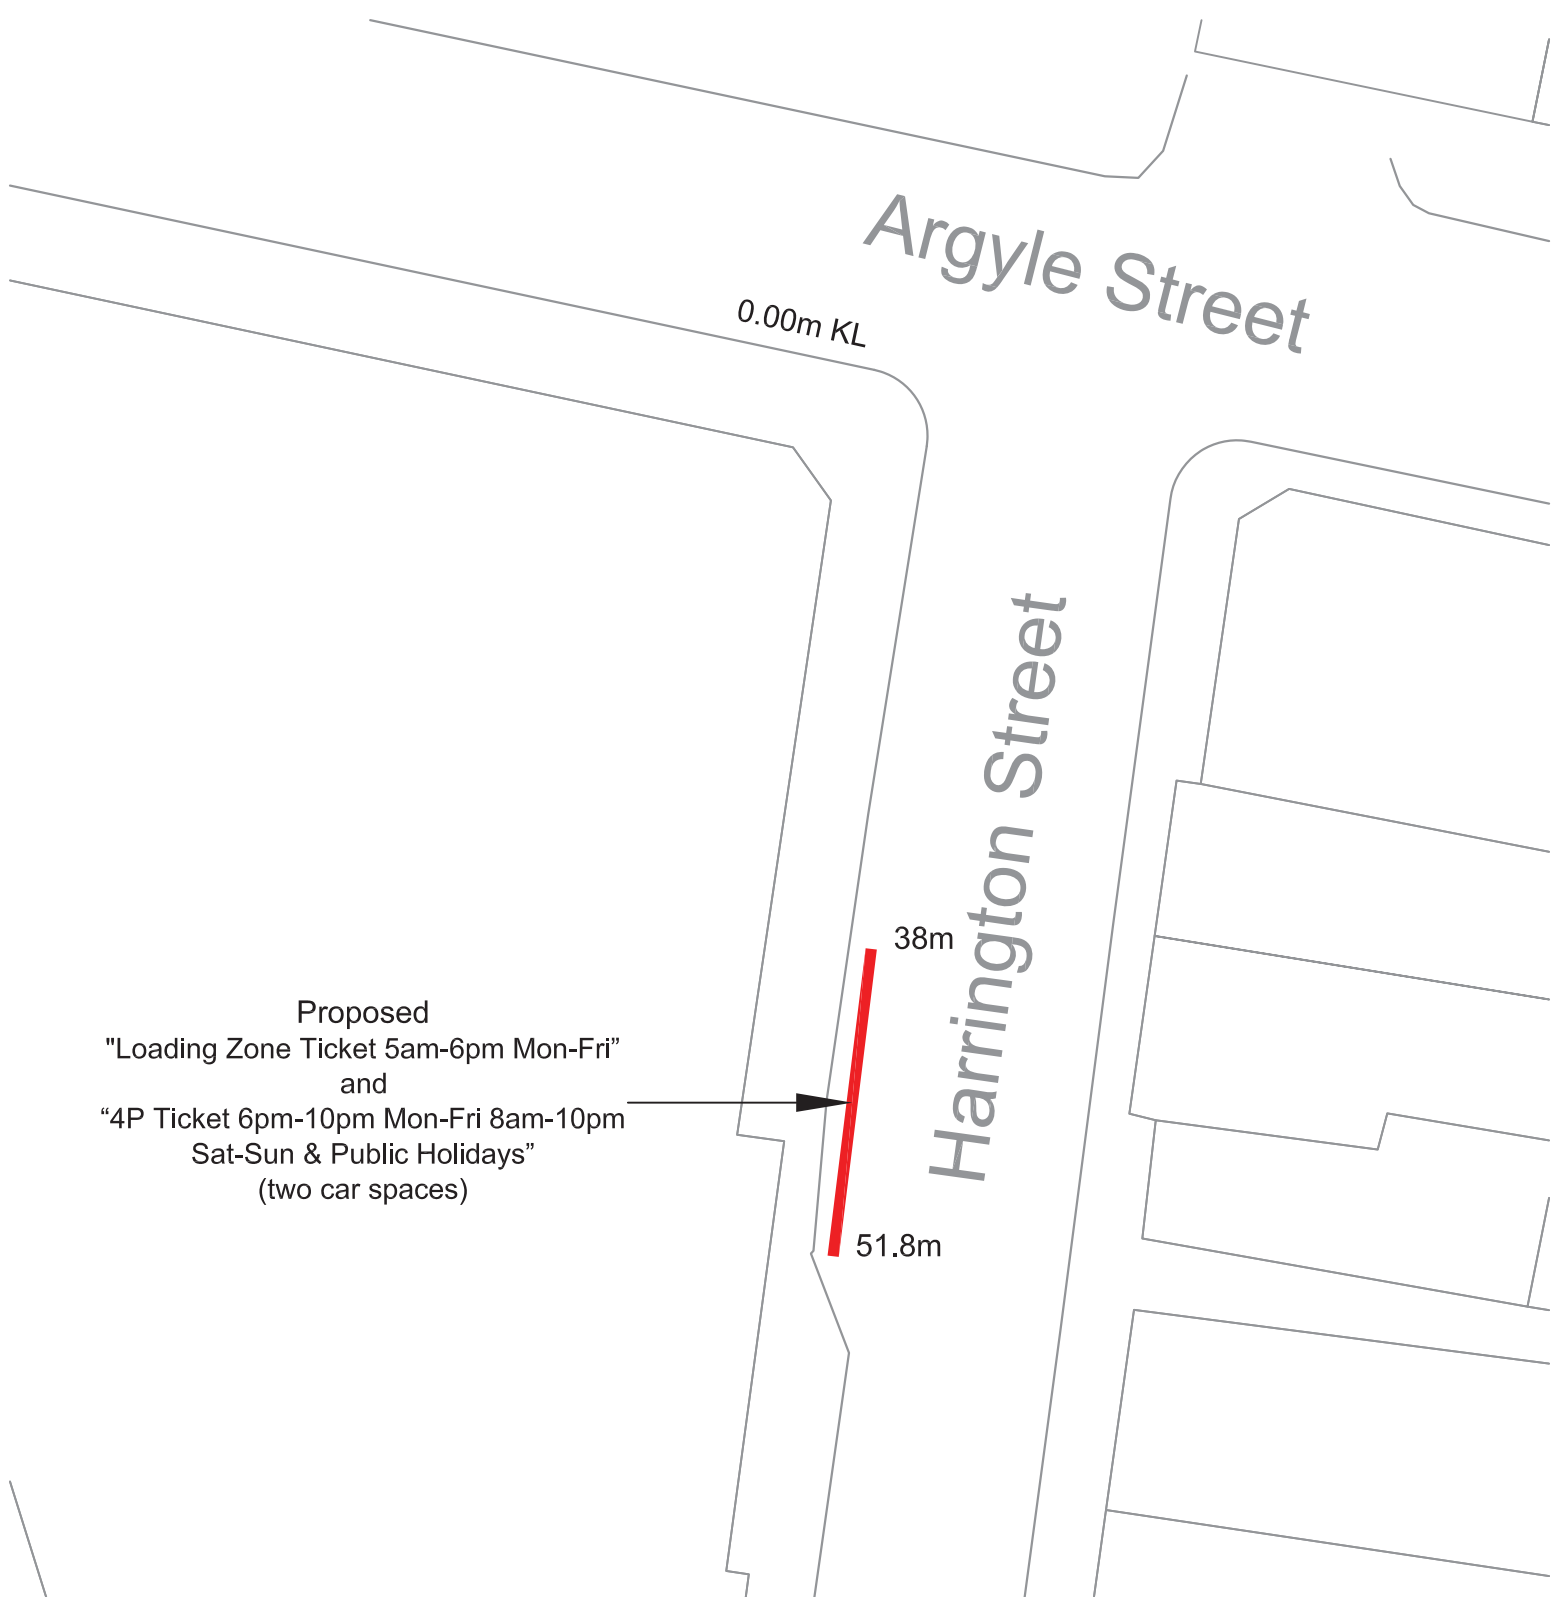 Argyle Street
0.00m KL
Harrington Street
38m
Proposed
"Loading Zone Ticket 5am-6pm Mon-Fri”
and
“4P Ticket 6pm-10pm Mon-Fri 8am-10pm
Sat-Sun & Public Holidays”
(two car spaces)
51.8m